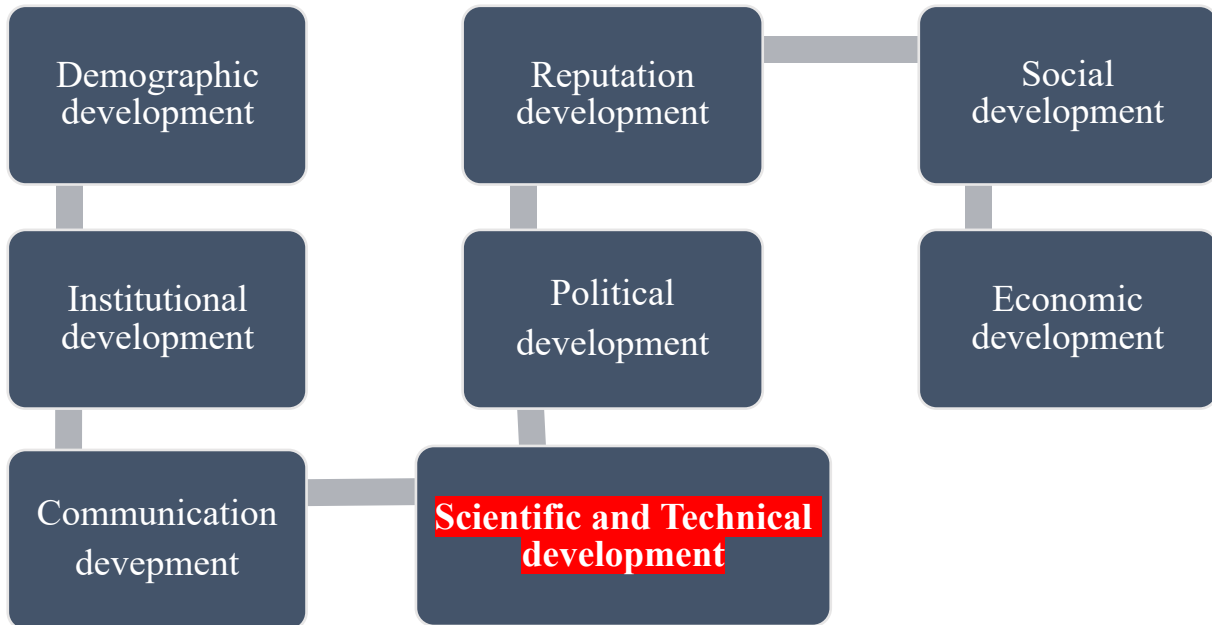 Demographic
development
Institutional
development
Communication
devepment
Scientific and Technical
development
Political
development
Reputation
development
Social
development
Economic
development